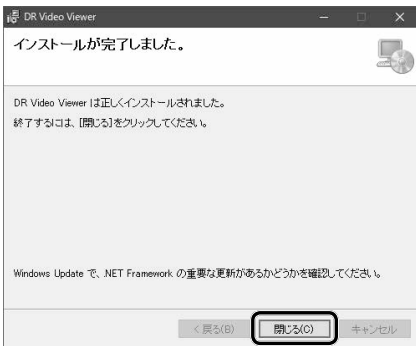 DR Video Viewer
インストールが完了しました。
DR Video Viewer は正しくインストールされました。
終了するには、[閉じる]をクリックしてください。
Windows Update で、.NET Framework の重要な更新があるかどうかを確認してください。
< 戻る(B)
閉じる(C)
キャンセル